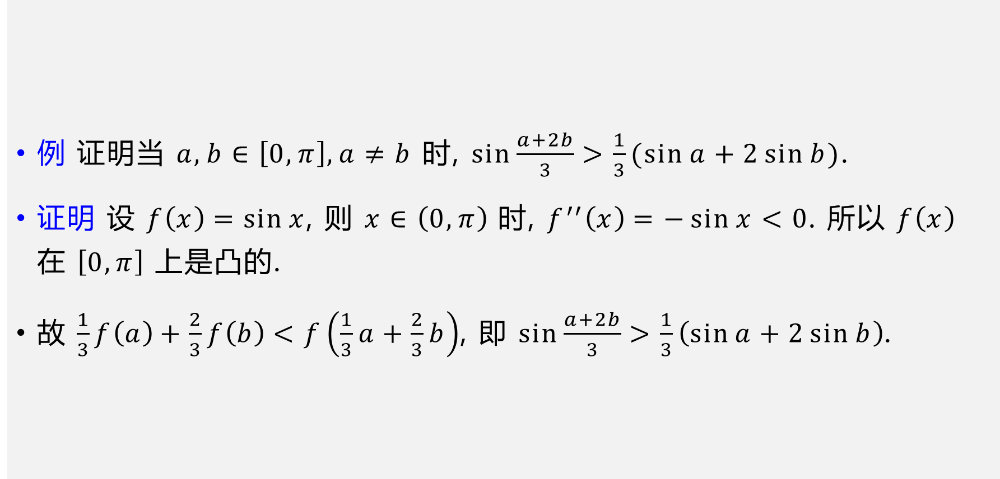 • 例 证明当 $a, b \in [0, \pi], a \neq b$ 时, $\sin \frac{a+2b}{3} > \frac{1}{3}(\sin a + 2 \sin b)$.
• 证明 设 $f(x) = \sin x$, 则 $x \in (0, \pi)$ 时, $f''(x) = -\sin x < 0$. 所以 $f(x)$
在 $[0, \pi]$ 上是凸的.
• 故 $\frac{1}{3}f(a) + \frac{2}{3}f(b) < f\left(\frac{1}{3}a + \frac{2}{3}b\right)$, 即 $\sin \frac{a+2b}{3} > \frac{1}{3}(\sin a + 2 \sin b)$.